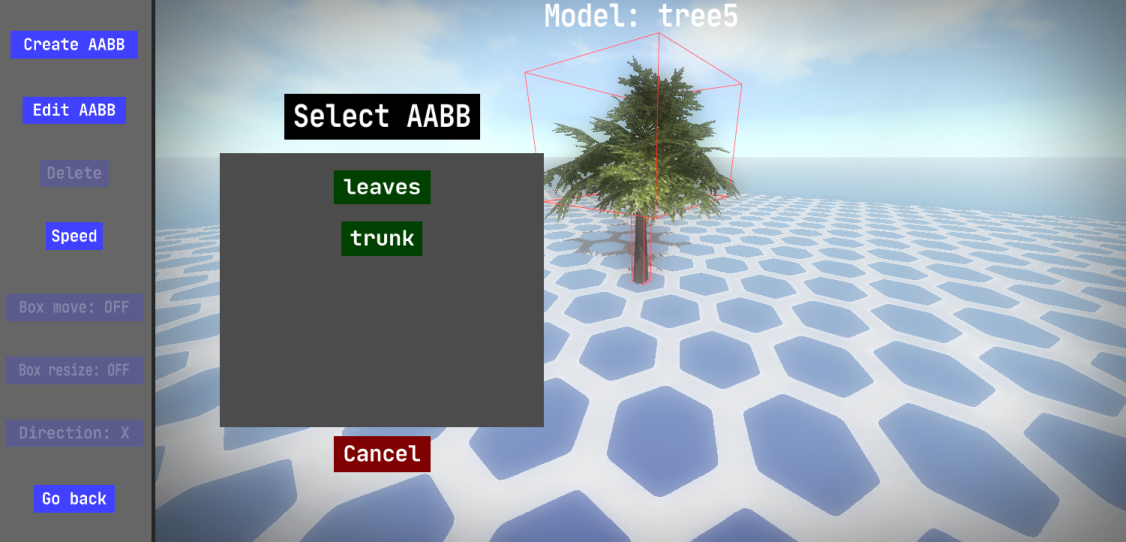 Create AABB
Edit AABB
Delete
Speed
Box move: OFF
Box resize: OFF
Direction: X
Go back
Model: tree5
Select AABB
leaves
trunk
Cancel